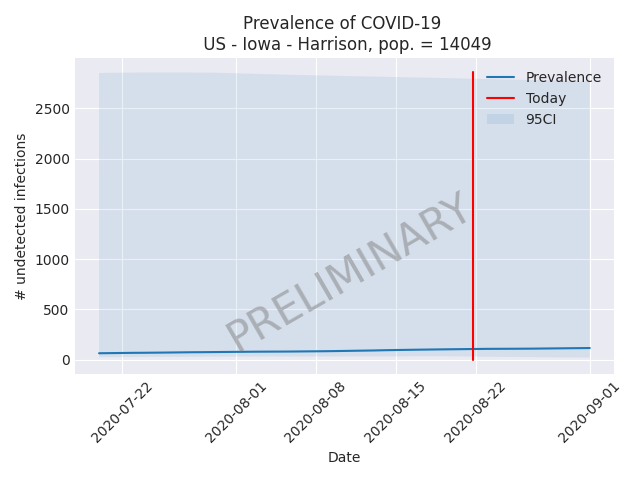 Prevalence of COVID-19
US - Iowa - Harrison, pop. = 14049
Prevalence
Today
95CI
2500
2000
1500
1000
500
0
# undetected infections
PRELIMINARY
2020-07-22
2020-08-01
2020-08-08
2020-08-15
2020-08-22
2020-09-01
Date